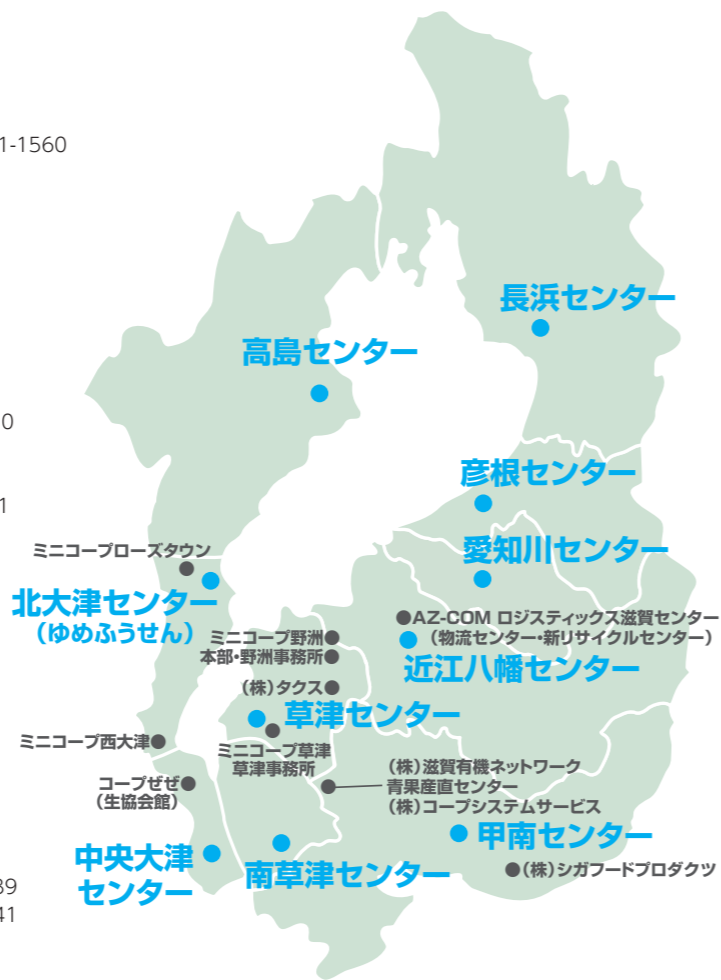 1-1560
長浜センター
高島センター
0
彦根センター
1
愛知川センター
ミニコープローズタウン
北大津センター
（ゆめふうせん）
AZ-COM ロジスティックス滋賀センター
（物流センター・新リサイクルセンター）
近江八幡センター
ミニコープ野洲
本部・野洲事務所
（株）タクス
草津センター
ミニコープ草津
草津事務所
ミニコープ西大津
コープぜぜ
（生協会館）
（株）滋賀有機ネットワーク
青果産直センター
（株）コープシステムサービス
甲南センター
（株）シガフードプロダクツ
中央大津
センター
南草津センター
39
41